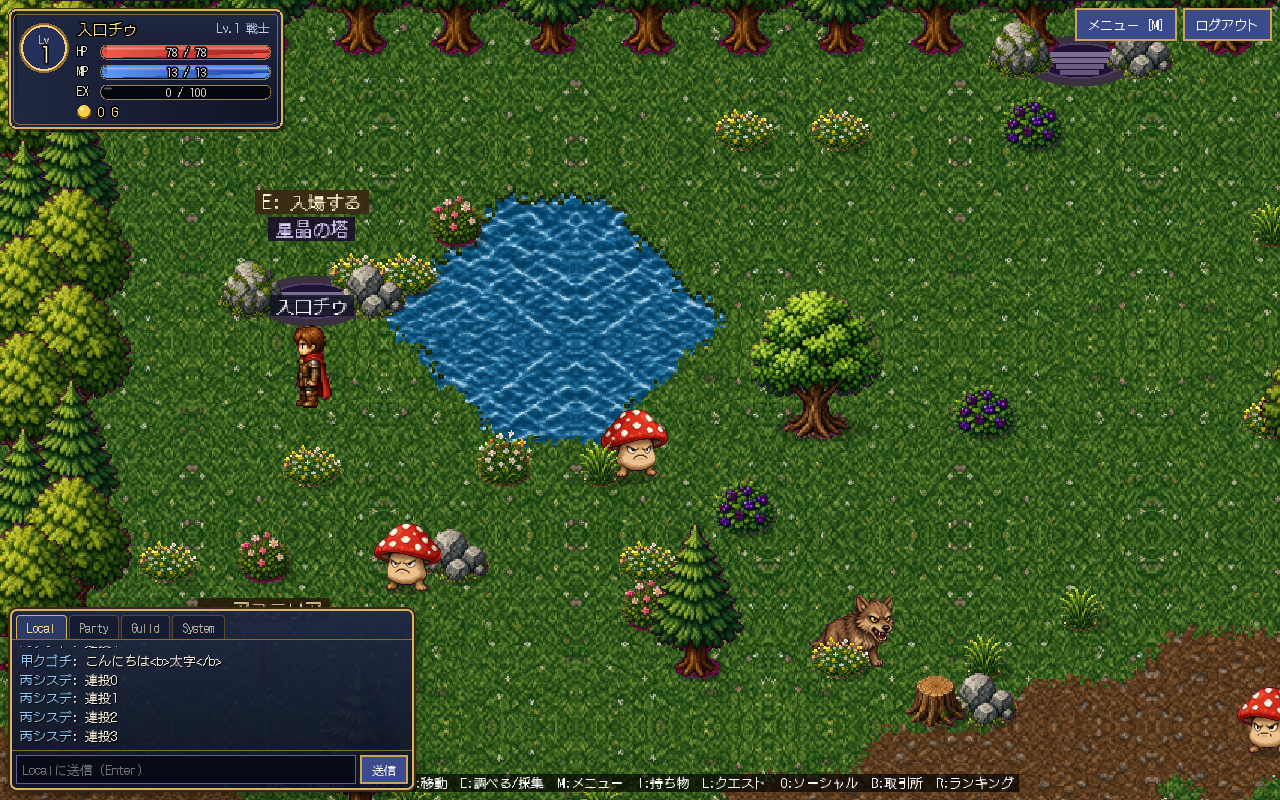 入口チゥ
Lv.1 戦士
Lv
1
HP 78 / 78
MP 13 / 13
EX 0 / 100
0 G
メニュー [M]
ログアウト
E: 入場する
星晶の塔
入口チゥ
Local
Party
Guild
System
甲クゴチ: こんにちは<b>太字</b>
丙シスデ: 連投0
丙シスデ: 連投1
丙シスデ: 連投2
丙シスデ: 連投3
Localに送信 (Enter)
送信
:移動 E:調べる/採集 M:メニュー I:持ち物 L:クエスト O:ソーシャル B:取引所 R:ランキング